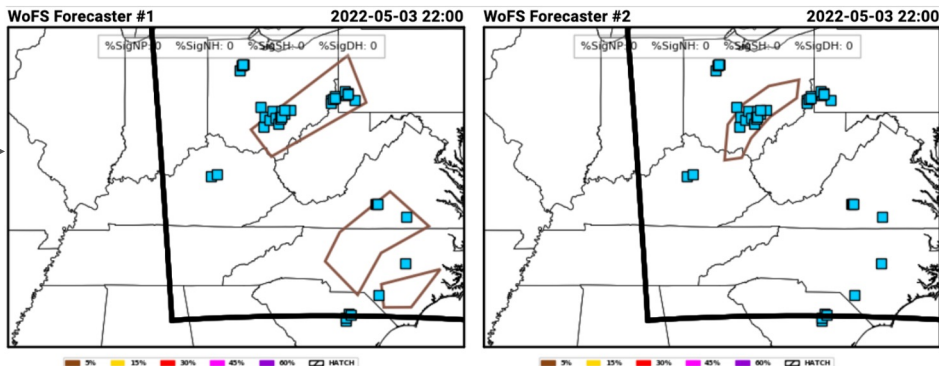 WoFS Forecaster #1 2022-05-03 22:00
%SigNP: 0 %SigNH: 0 %SigSH: 0 %SigDH: 0
5% 15% 30% 45% 60% HATCH
WoFS Forecaster #2 2022-05-03 22:00
%SigNP: 0 %SigNH: 0 %SigSH: 0 %SigDH: 0
5% 15% 30% 45% 60% HATCH